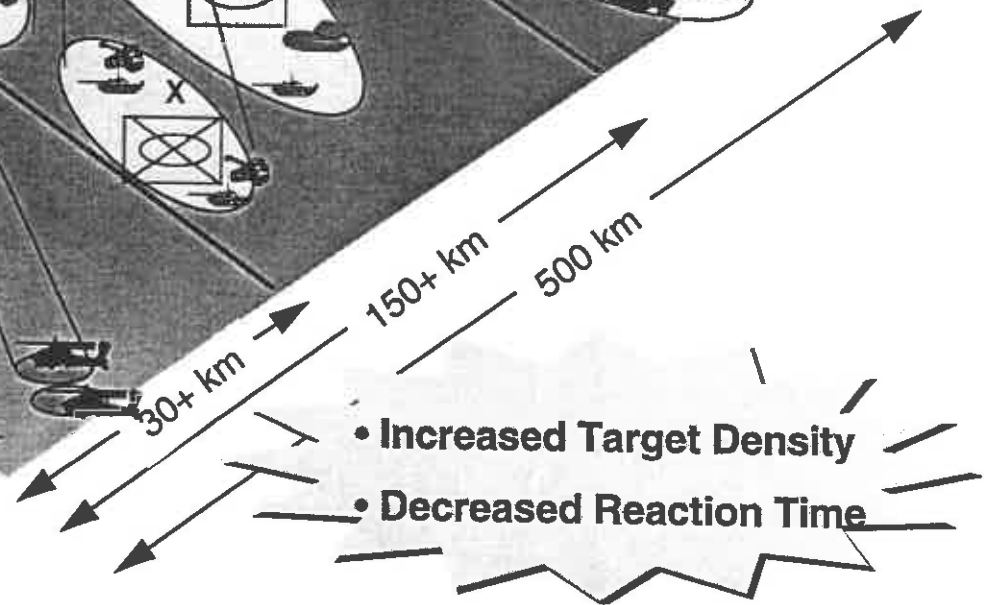 X
30+ km
150+ km
500 km
• Increased Target Density
• Decreased Reaction Time